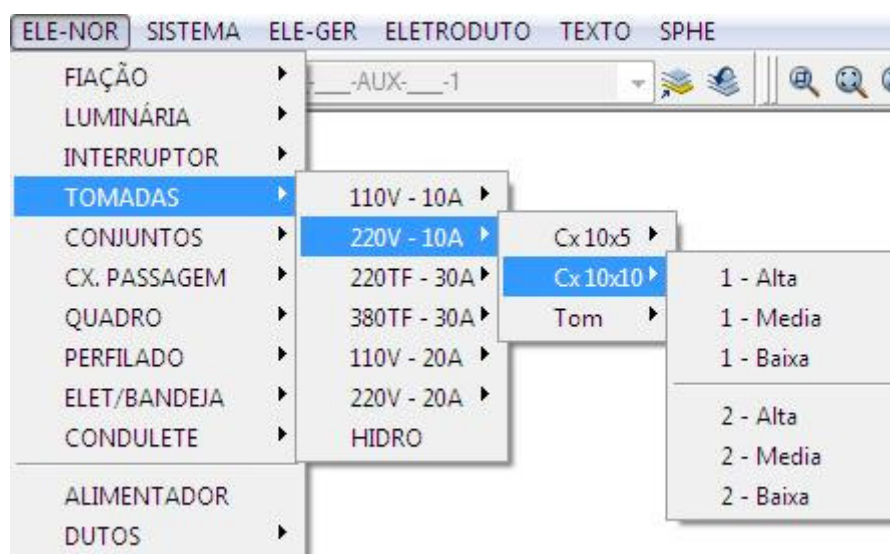 ELE-NOR SISTEMA ELE-GER ELETRODUTO TEXTO SPHE
-___-AUX-___-1
FIAÇÃO
LUMINÁRIA
INTERRUPTOR
TOMADAS
CONJUNTOS
CX. PASSAGEM
QUADRO
PERFILADO
ELET/BANDEJA
CONDULETE
ALIMENTADOR
DUTOS
110V - 10A
220V - 10A
220TF - 30A
380TF - 30A
110V - 20A
220V - 20A
HIDRO
Cx 10x5
Cx 10x10
Tom
1 - Alta
1 - Media
1 - Baixa
2 - Alta
2 - Media
2 - Baixa